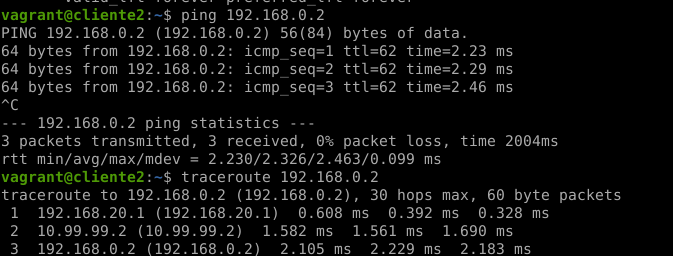 vagrant@cliente2:~$ ping 192.168.0.2
PING 192.168.0.2 (192.168.0.2) 56(84) bytes of data.
64 bytes from 192.168.0.2: icmp_seq=1 ttl=62 time=2.23 ms
64 bytes from 192.168.0.2: icmp_seq=2 ttl=62 time=2.29 ms
64 bytes from 192.168.0.2: icmp_seq=3 ttl=62 time=2.46 ms
^C
--- 192.168.0.2 ping statistics ---
3 packets transmitted, 3 received, 0% packet loss, time 2004ms
rtt min/avg/max/mdev = 2.230/2.326/2.463/0.099 ms
vagrant@cliente2:~$ traceroute 192.168.0.2
traceroute to 192.168.0.2 (192.168.0.2), 30 hops max, 60 byte packets
 1  192.168.20.1 (192.168.20.1)  0.608 ms  0.392 ms  0.328 ms
 2  10.99.99.2 (10.99.99.2)  1.582 ms  1.561 ms  1.690 ms
 3  192.168.0.2 (192.168.0.2)  2.105 ms  2.229 ms  2.183 ms